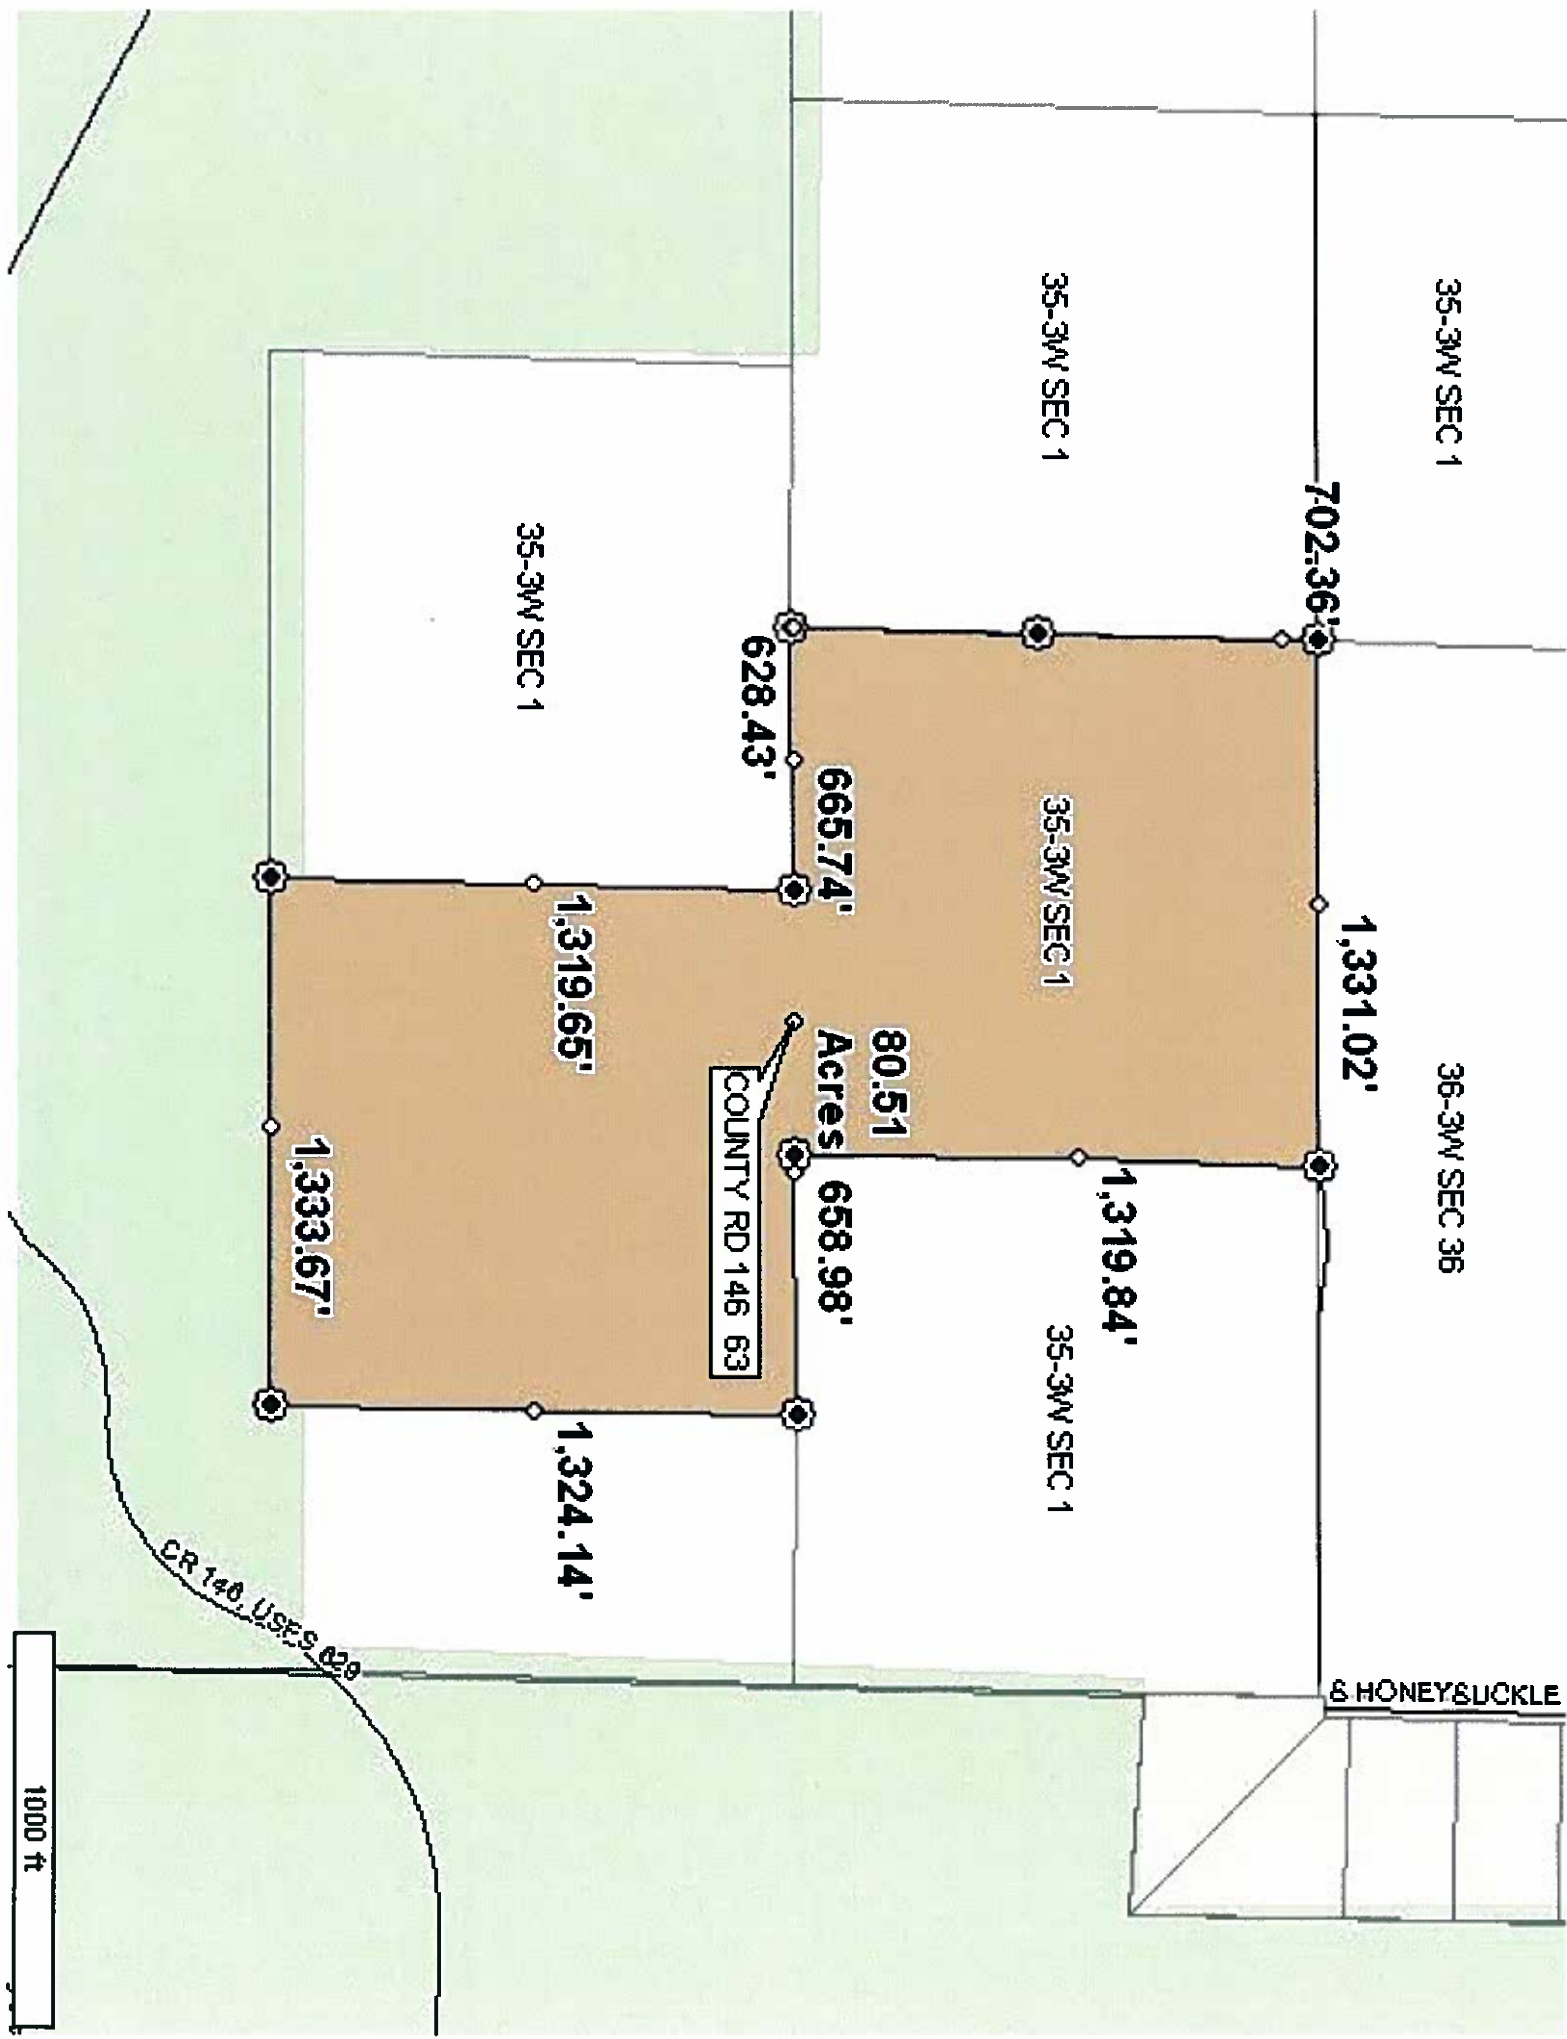 35-3W SEC 1
36-3W SEC 36
& HONEYSUCKLE
702.36'
1,331.02'
35-3W SEC 1
35-3W SEC 1
1,319.84'
35-3W SEC 1
80.51
Acres
665.74'
658.98'
628.43'
COUNTY RD 146 63
35-3W SEC 1
1,319.65'
1,324.14'
1,333.67'
CR 146, USFS 629
1000 ft